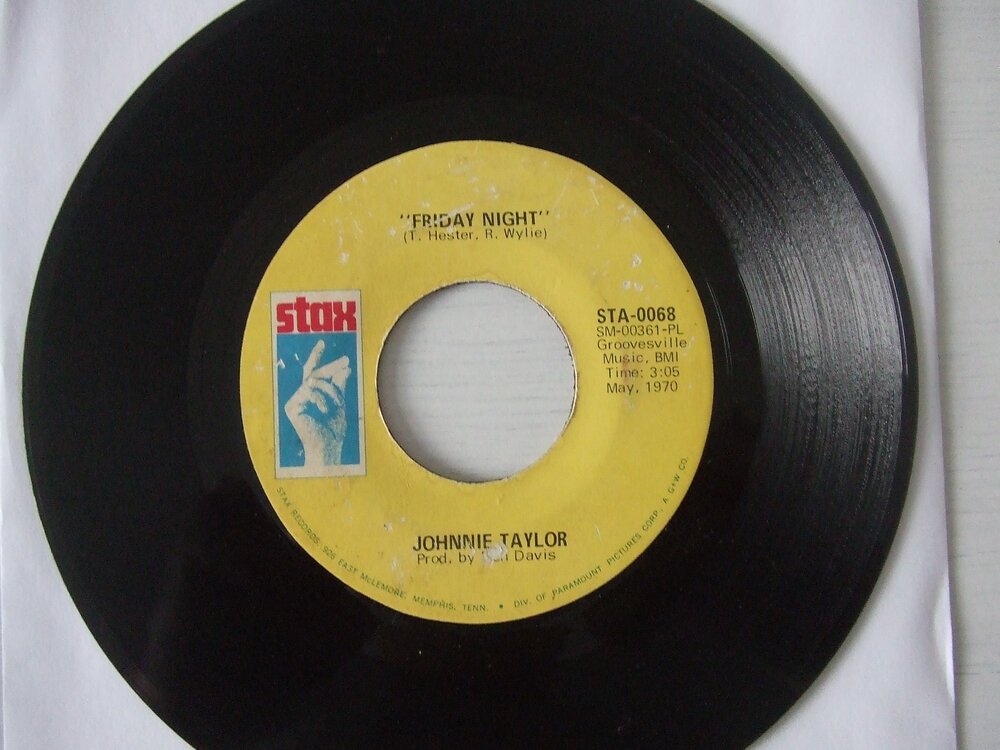 "FRIDAY NIGHT"
(T. Hester, R. Wylie)
stax
STA-0068
SM-00361-PL
Groovesville
Music, BMI
Time: 3:05
May, 1970
JOHNNIE TAYLOR
Prod. by Davis
STAX RECORDS, 926 EAST McLEMORE, MEMPHIS, TENN. • DIV. OF PARAMOUNT PICTURES CORP., A G+W CO.